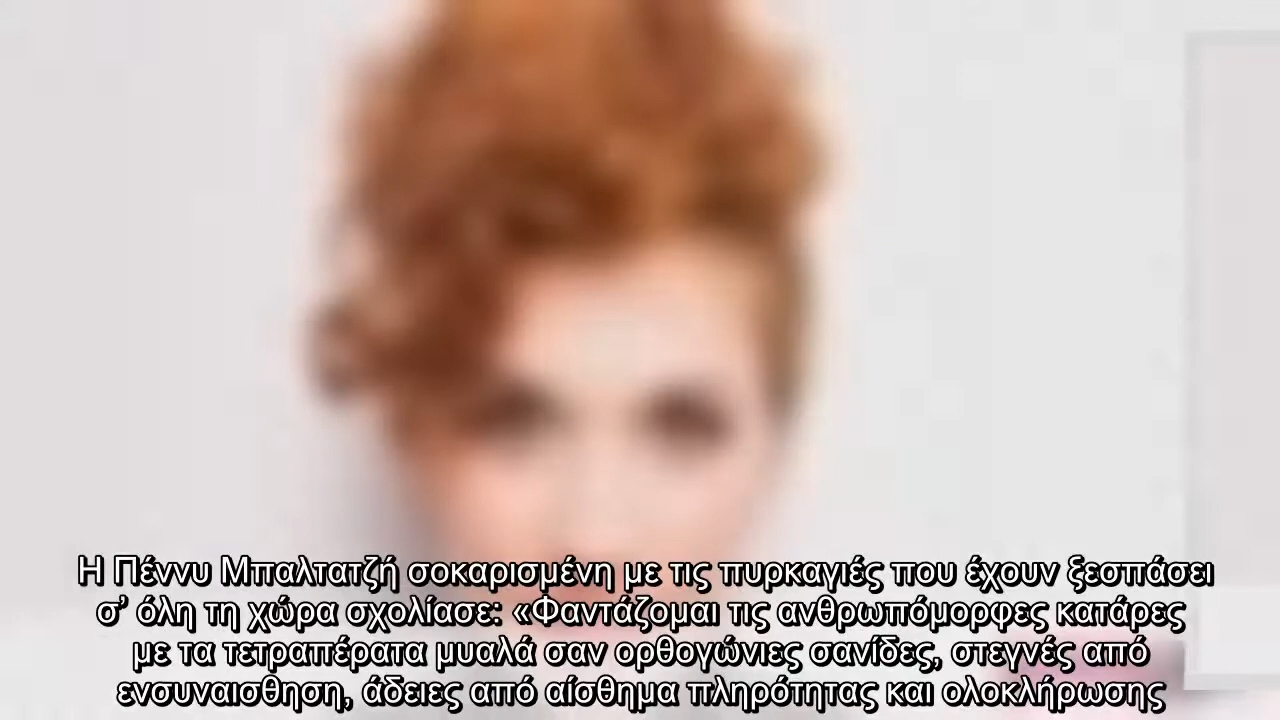 Η Πέννυ Μπαλτατζή σοκαρισμένη με τις πυρκαγιές που έχουν ξεσπάσει
σ’ όλη τη χώρα σχολίασε: «Φαντάζομαι τις ανθρωπόμορφες κατάρες
με τα τετραπέρατα μυαλά σαν ορθογώνιες σανίδες, στεγνές από
ενσυναισθηση, άδειες από αίσθημα πληρότητας και ολοκλήρωσης